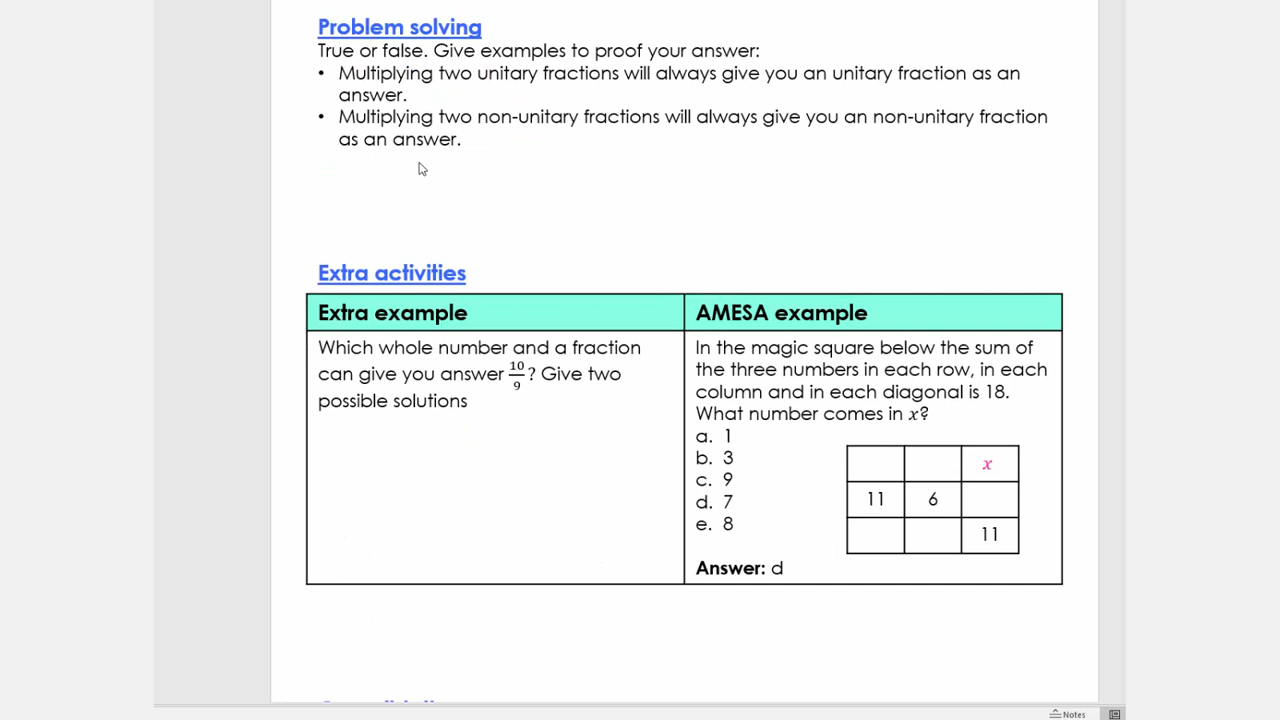 Problem solving
True or false. Give examples to proof your answer:
• Multiplying two unitary fractions will always give you an unitary fraction as an
answer.
• Multiplying two non-unitary fractions will always give you an non-unitary fraction
as an answer.
Extra activities
Extra example
Which whole number and a fraction
can give you answer 10/9? Give two
possible solutions
AMESA example
In the magic square below the sum of
the three numbers in each row, in each
column and in each diagonal is 18.
What number comes in x?
a. 1
b. 3
c. 9
d. 7
e. 8
x
11 6
11
Answer: d
Notes